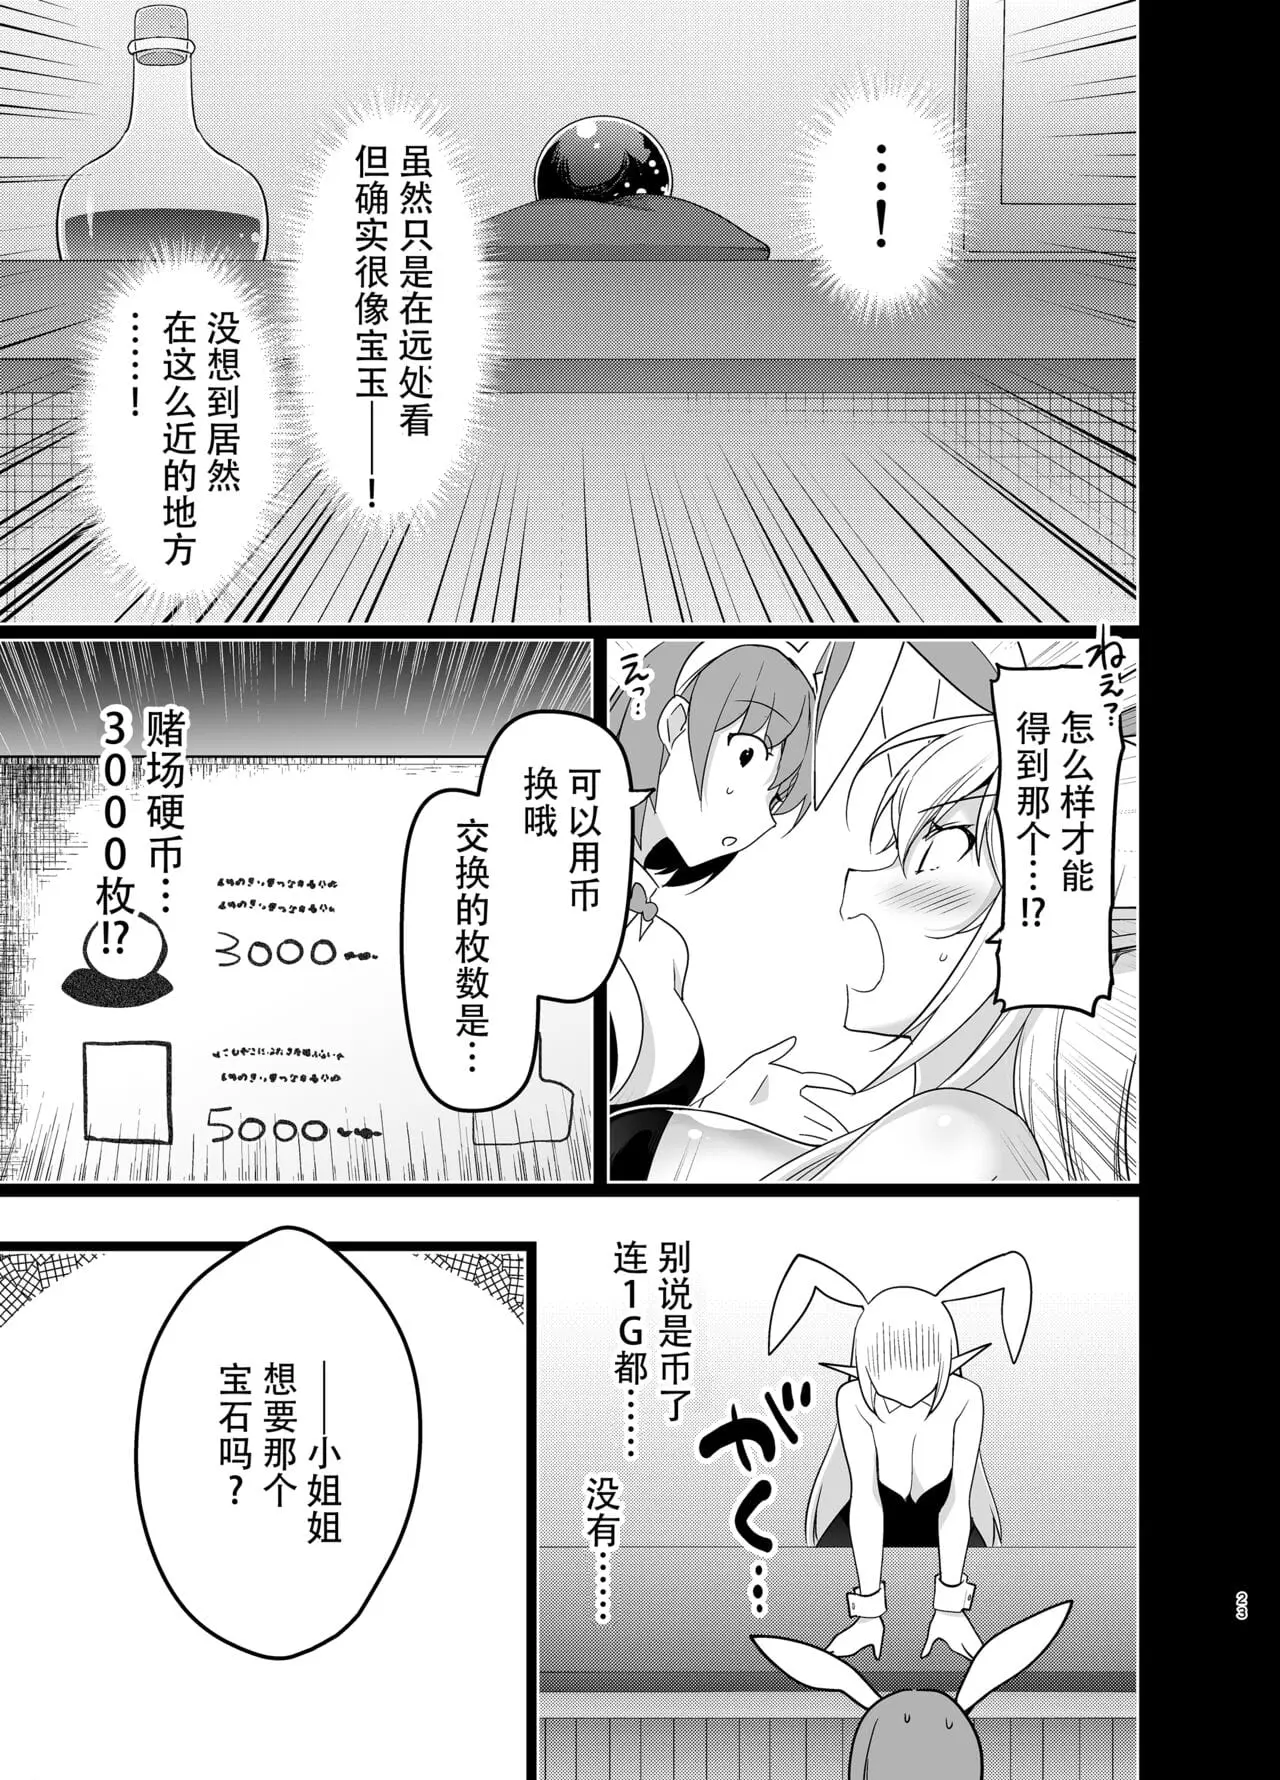 ……！
虽然只是在远处看
但确实很像宝玉——！
没想到居然
在这么近的地方
……！
ねぇっ
怎么样才能
得到那个……!?
えっ…
可以用币
换哦
交换的枚数是…
赌场硬币…
3000枚!?
3000
5000
别说是币了
连1G都……
没有……
がく…
——小姐姐
想要那个
宝石吗？
23